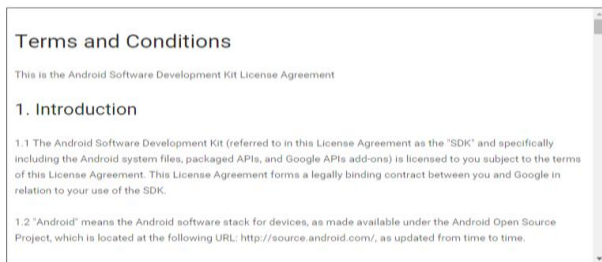 Terms and Conditions
This is the Android Software Development Kit License Agreement
1. Introduction
1.1 The Android Software Development Kit (referred to in this License Agreement as the "SDK" and specifically
including the Android system files, packaged APIs, and Google APIs add-ons) is licensed to you subject to the terms
of this License Agreement. This License Agreement forms a legally binding contract between you and Google in
relation to your use of the SDK.
1.2 "Android" means the Android software stack for devices, as made available under the Android Open Source
Project, which is located at the following URL: http://source.android.com/, as updated from time to time.